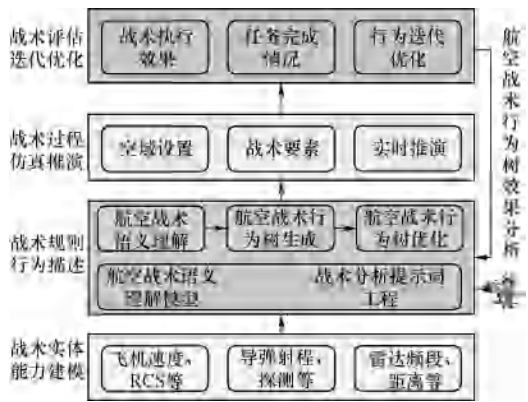 战术评估
迭代优化
战术执行
效果
任务完成
情况
行为迭代
优化
战术过程
仿真推演
空域设置
战术要素
实时推演
战术规则
行为描述
航空战术
语义理解
航空战术行
为树生成
航空战术行
为树优化
航空战术语义
理解模型
战术分析提示词
工程
战术实体
能力建模
飞机速度、
RCS等
导弹射程、
探测等
雷达频段、
距离等
航空战术行为树效果分析